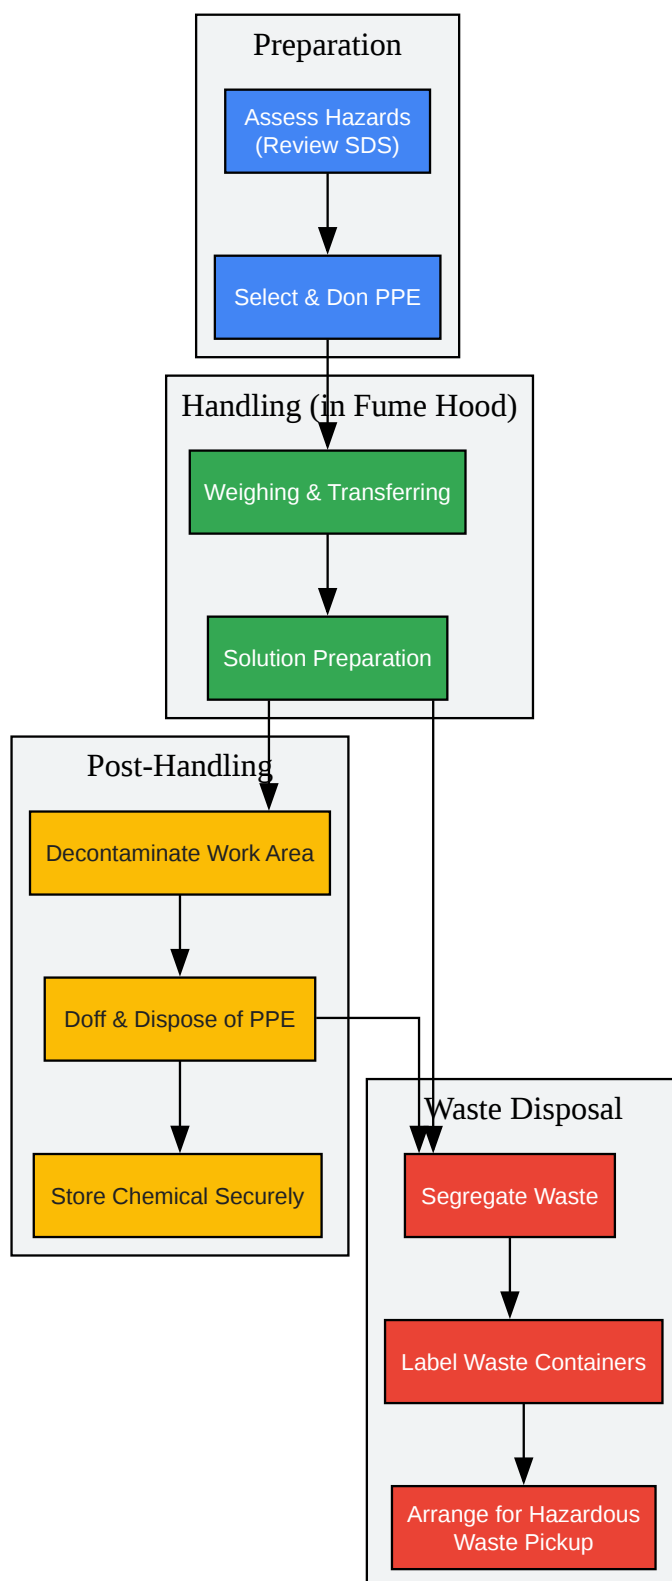 Preparation
Assess Hazards
(Review SDS)
Select & Don PPE
Handling (in Fume Hood)
Weighing & Transferring
Solution Preparation
Post-Handling
Decontaminate Work Area
Doff & Dispose of PPE
Store Chemical Securely
Waste Disposal
Segregate Waste
Label Waste Containers
Arrange for Hazardous
Waste Pickup